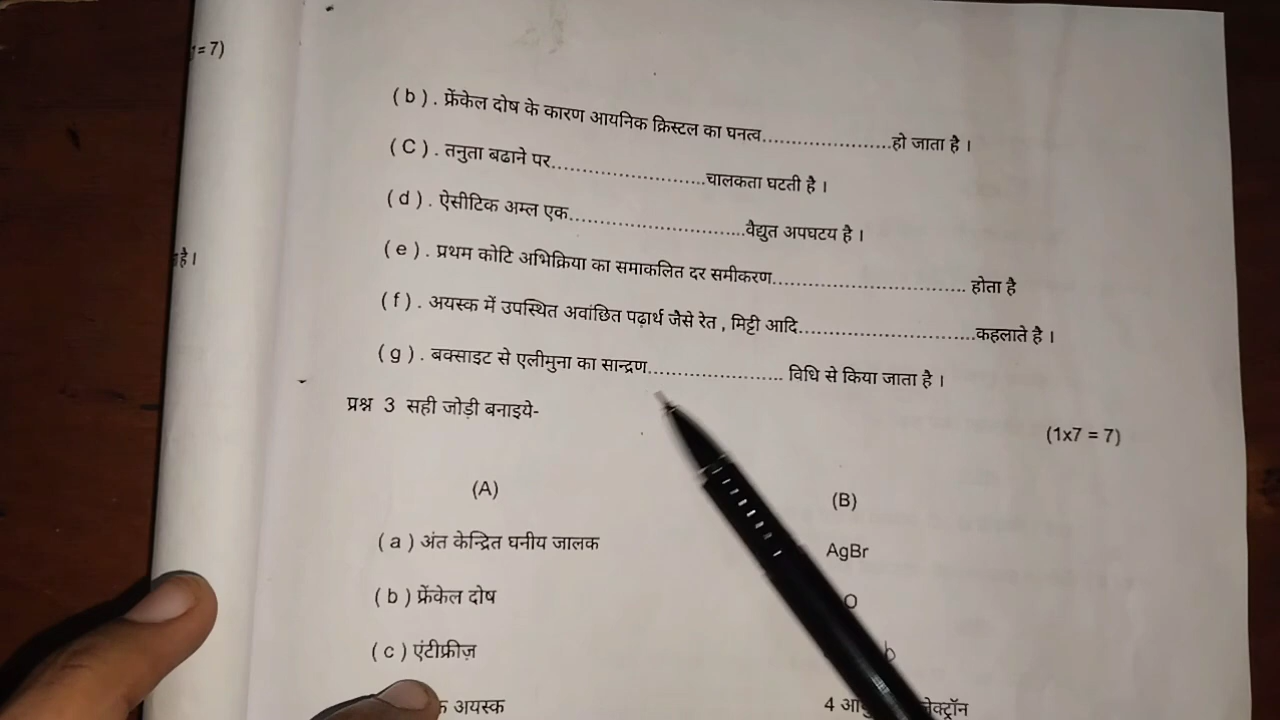 = 7)
( b ) . फ्रेंकेल दोष के कारण आयनिक क्रिस्टल का घनत्व......................हो जाता है ।
( C ) . तनुता बढाने पर..........................चालकता घटती है ।
( d ) . ऐसीटिक अम्ल एक..............................वैद्युत अपघटय है ।
है ।
( e ) . प्रथम कोटि अभिक्रिया का समाकलित दर समीकरण................................. होता है
( f ) . अयस्क में उपस्थित अवांछित पढ़ार्थ जैसे रेत , मिट्टी आदि..............................कहलाते है ।
( g ) . बक्साइट से एलीमुना का सान्द्रण....................... विधि से किया जाता है ।
प्रश्न 3 सही जोड़ी बनाइये-
(1x7 = 7)
(A) (B)
( a ) अंत केन्द्रित घनीय जालक AgBr
( b ) फ्रेंकेल दोष
( c ) एंटीफ्रीज़
अयस्क 4